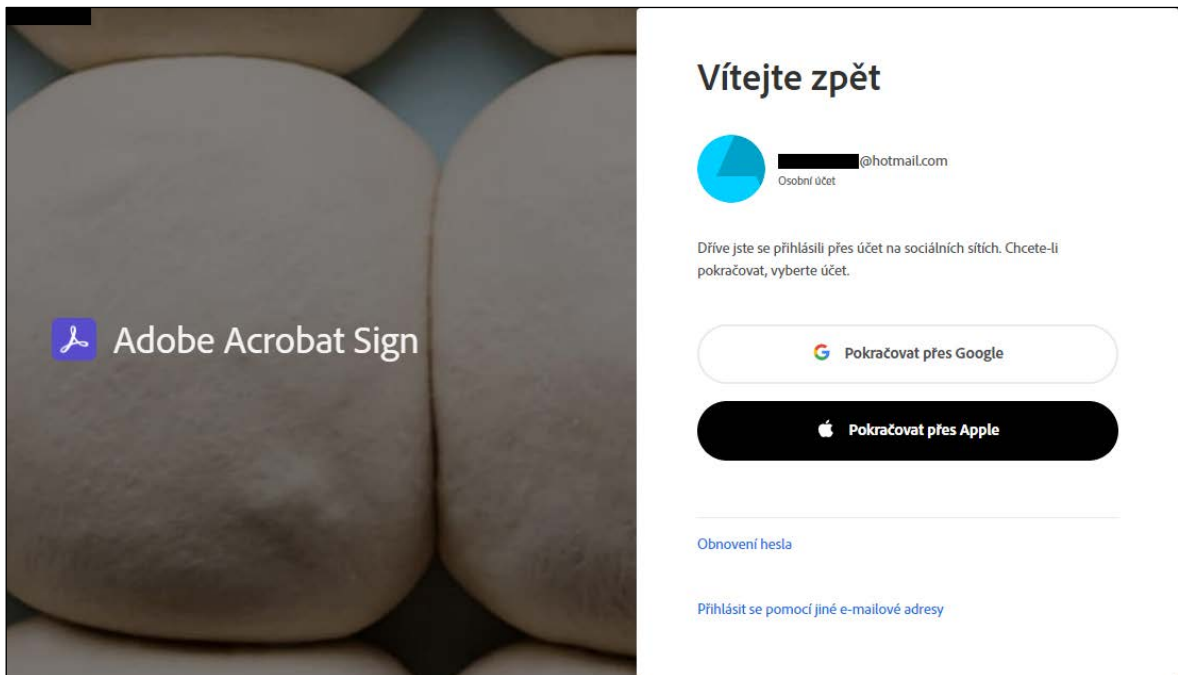 Adobe Acrobat Sign
Vítejte zpět
@hotmail.com
Osobní účet
Dříve jste se přihlásili přes účet na sociálních sítích. Chcete-li
pokračovat, vyberte účet.
Pokračovat přes Google
Pokračovat přes Apple
Obnovení hesla
Přihlásit se pomocí jiné e-mailové adresy